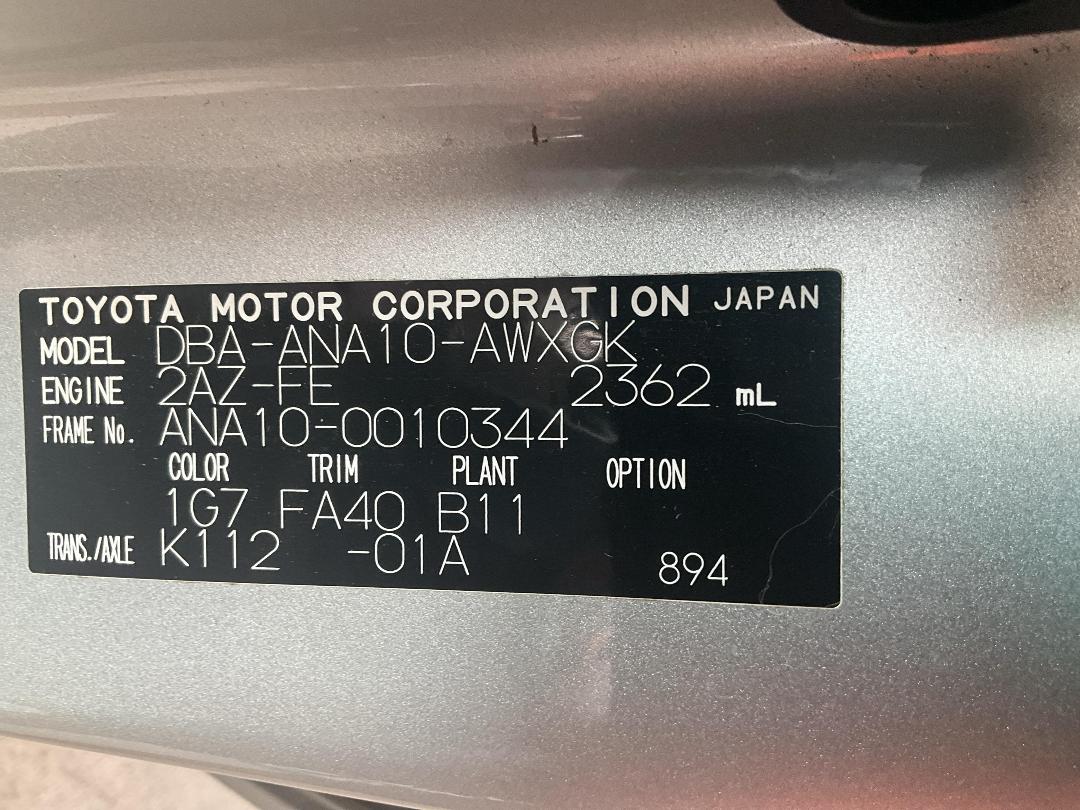 TOYOTA MOTOR CORPORATION JAPAN
MODEL DBA-ANA10-AWXGK
ENGINE 2AZ-FE 2362 mL
FRAME No. ANA10-0010344
COLOR TRIM PLANT OPTION
1G7 FA40 B11
TRANS./AXLE K112 -01A 894